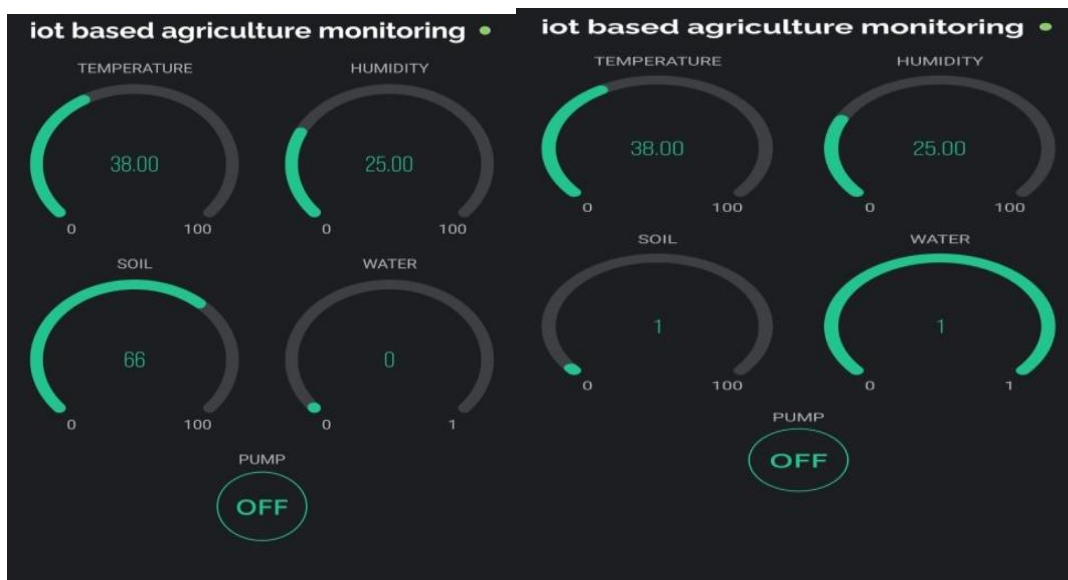 iot based agriculture monitoring
TEMPERATURE HUMIDITY
38.00 25.00
0 100 0 100
SOIL WATER
66 0
0 100 0 1
PUMP
OFF
iot based agriculture monitoring
TEMPERATURE HUMIDITY
38.00 25.00
0 100 0 100
SOIL WATER
1 1
0 100 0 1
PUMP
OFF